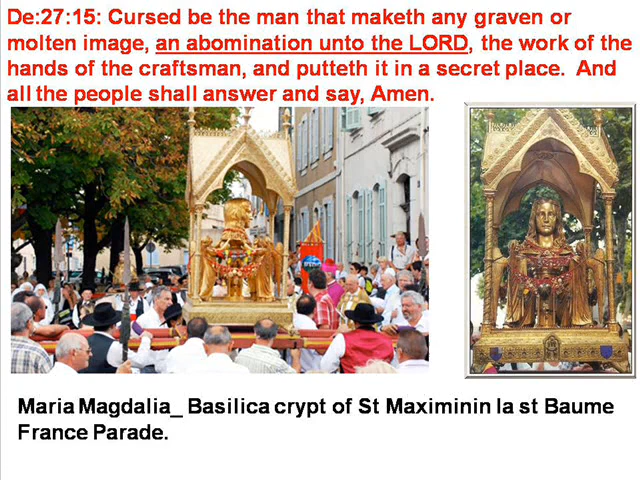 De:27:15: Cursed be the man that maketh any graven or
molten image, an abomination unto the LORD, the work of the
hands of the craftsman, and putteth it in a secret place. And
all the people shall answer and say, Amen.
Maria Magdalia_ Basilica crypt of St Maximinin la st Baume
France Parade.